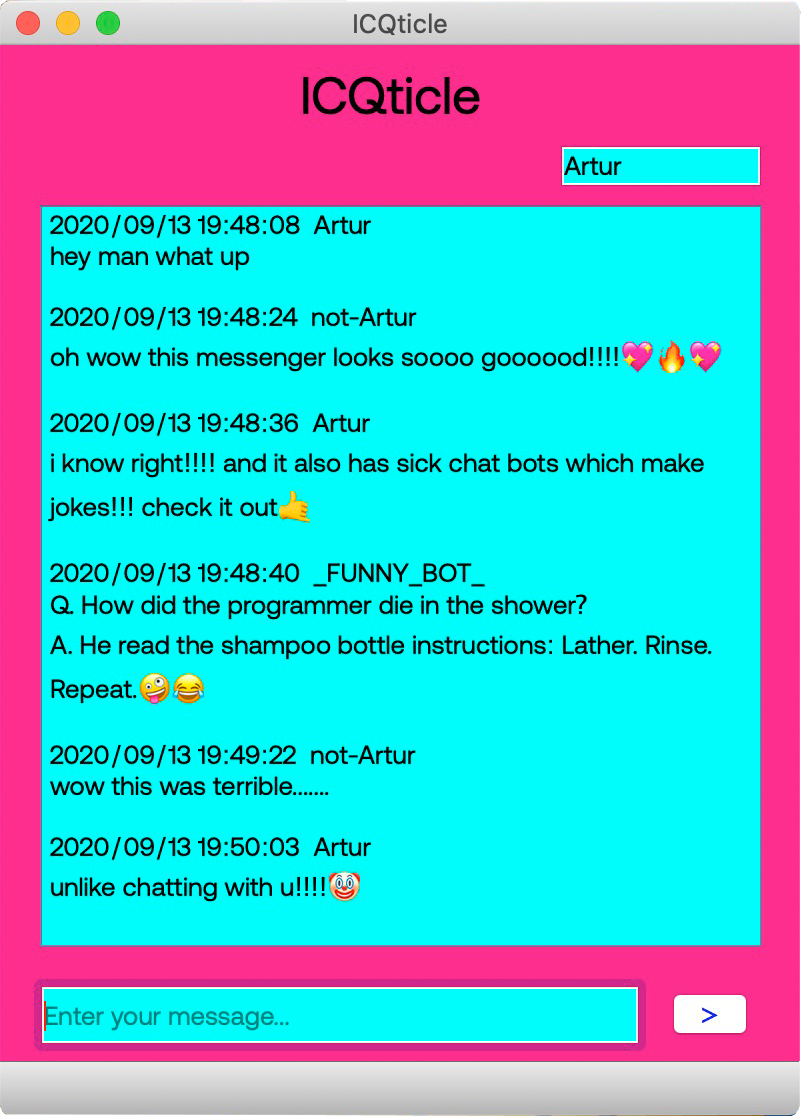 ICQticle
ICQticle
Artur
2020/09/13 19:48:08  Artur
hey man what up
2020/09/13 19:48:24  not-Artur
oh wow this messenger looks soooo goooood!!!!💖🔥💖
2020/09/13 19:48:36  Artur
i know right!!!! and it also has sick chat bots which make
jokes!!! check it out🤙
2020/09/13 19:48:40  _FUNNY_BOT_
Q. How did the programmer die in the shower?
A. He read the shampoo bottle instructions: Lather. Rinse.
Repeat.🤪😂
2020/09/13 19:49:22  not-Artur
wow this was terrible.......
2020/09/13 19:50:03  Artur
unlike chatting with u!!!!🤡
Enter your message...
>